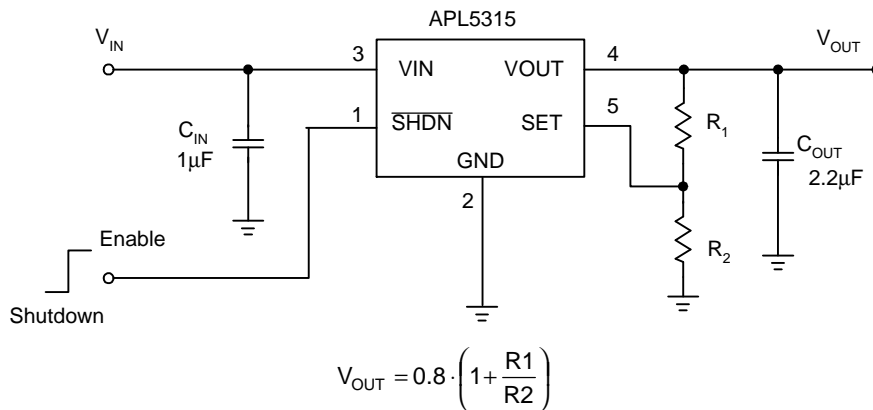 APL5315
V_IN
3
VIN
VOUT
4
V_OUT
1
SHDN
SET
5
C_IN
1μF
GND
2
R_1
C_OUT
2.2μF
R_2
Enable
Shutdown
V_OUT = 0.8 · (1 + R1/R2)